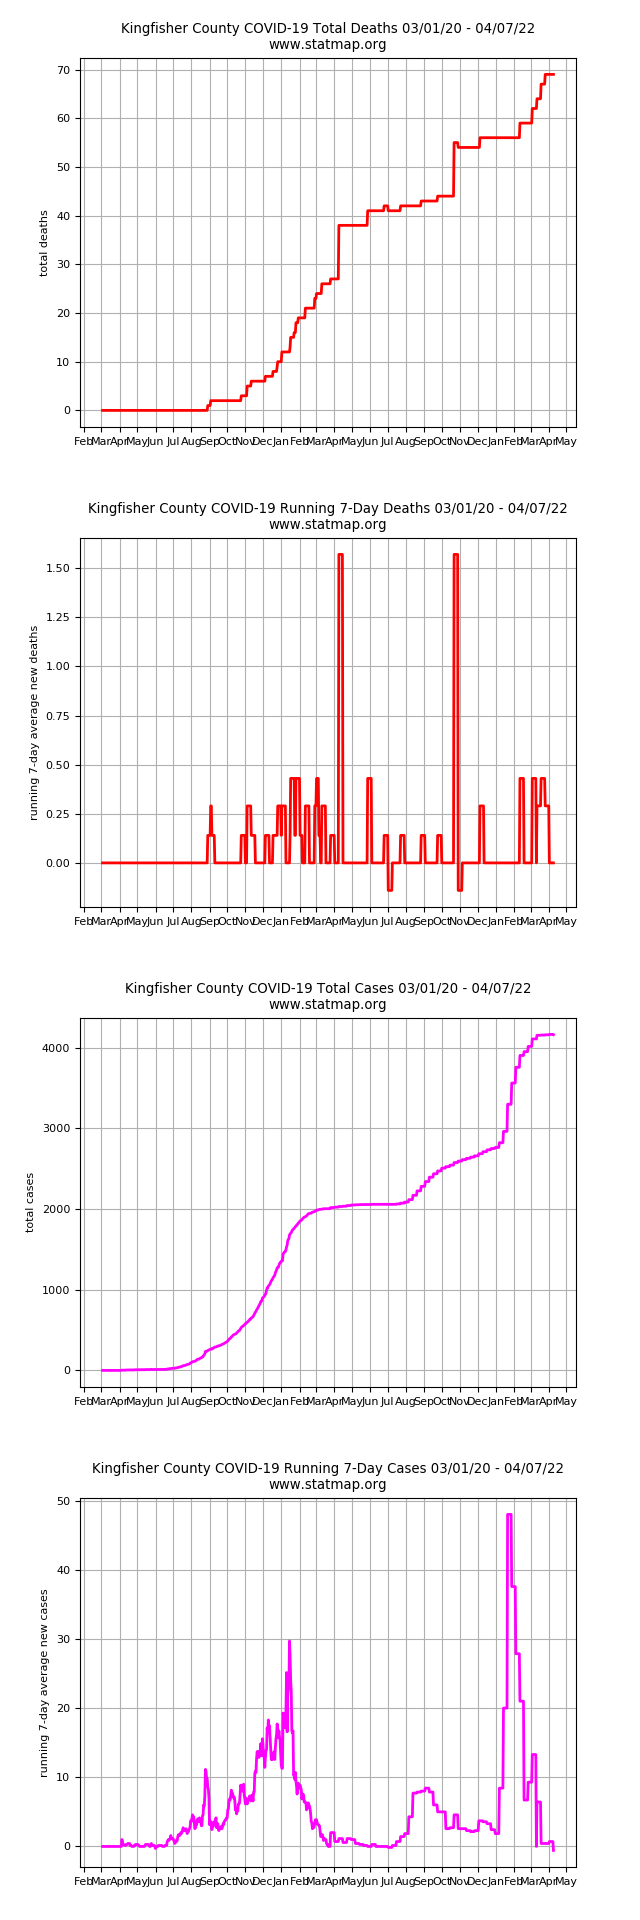 Kingfisher County COVID-19 Total Deaths 03/01/20 - 04/07/22
www.statmap.org
total deaths
70
60
50
40
30
20
10
0
Feb Mar Apr May Jun Jul Aug Sep Oct Nov Dec Jan Feb Mar Apr May Jun Jul Aug Sep Oct Nov Dec Jan Feb Mar Apr May
Kingfisher County COVID-19 Running 7-Day Deaths 03/01/20 - 04/07/22
www.statmap.org
running 7-day average new deaths
1.50
1.25
1.00
0.75
0.50
0.25
0.00
Feb Mar Apr May Jun Jul Aug Sep Oct Nov Dec Jan Feb Mar Apr May Jun Jul Aug Sep Oct Nov Dec Jan Feb Mar Apr May
Kingfisher County COVID-19 Total Cases 03/01/20 - 04/07/22
www.statmap.org
total cases
4000
3000
2000
1000
0
Feb Mar Apr May Jun Jul Aug Sep Oct Nov Dec Jan Feb Mar Apr May Jun Jul Aug Sep Oct Nov Dec Jan Feb Mar Apr May
Kingfisher County COVID-19 Running 7-Day Cases 03/01/20 - 04/07/22
www.statmap.org
running 7-day average new cases
50
40
30
20
10
0
Feb Mar Apr May Jun Jul Aug Sep Oct Nov Dec Jan Feb Mar Apr May Jun Jul Aug Sep Oct Nov Dec Jan Feb Mar Apr May